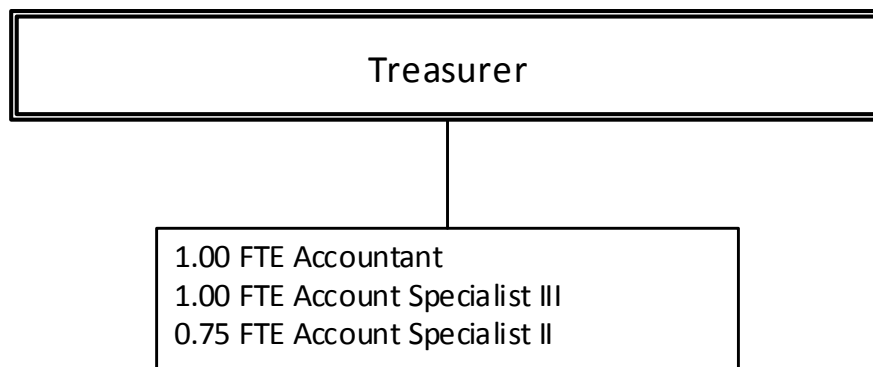 Treasurer
1.00 FTE Accountant
1.00 FTE Account Specialist III
0.75 FTE Account Specialist II